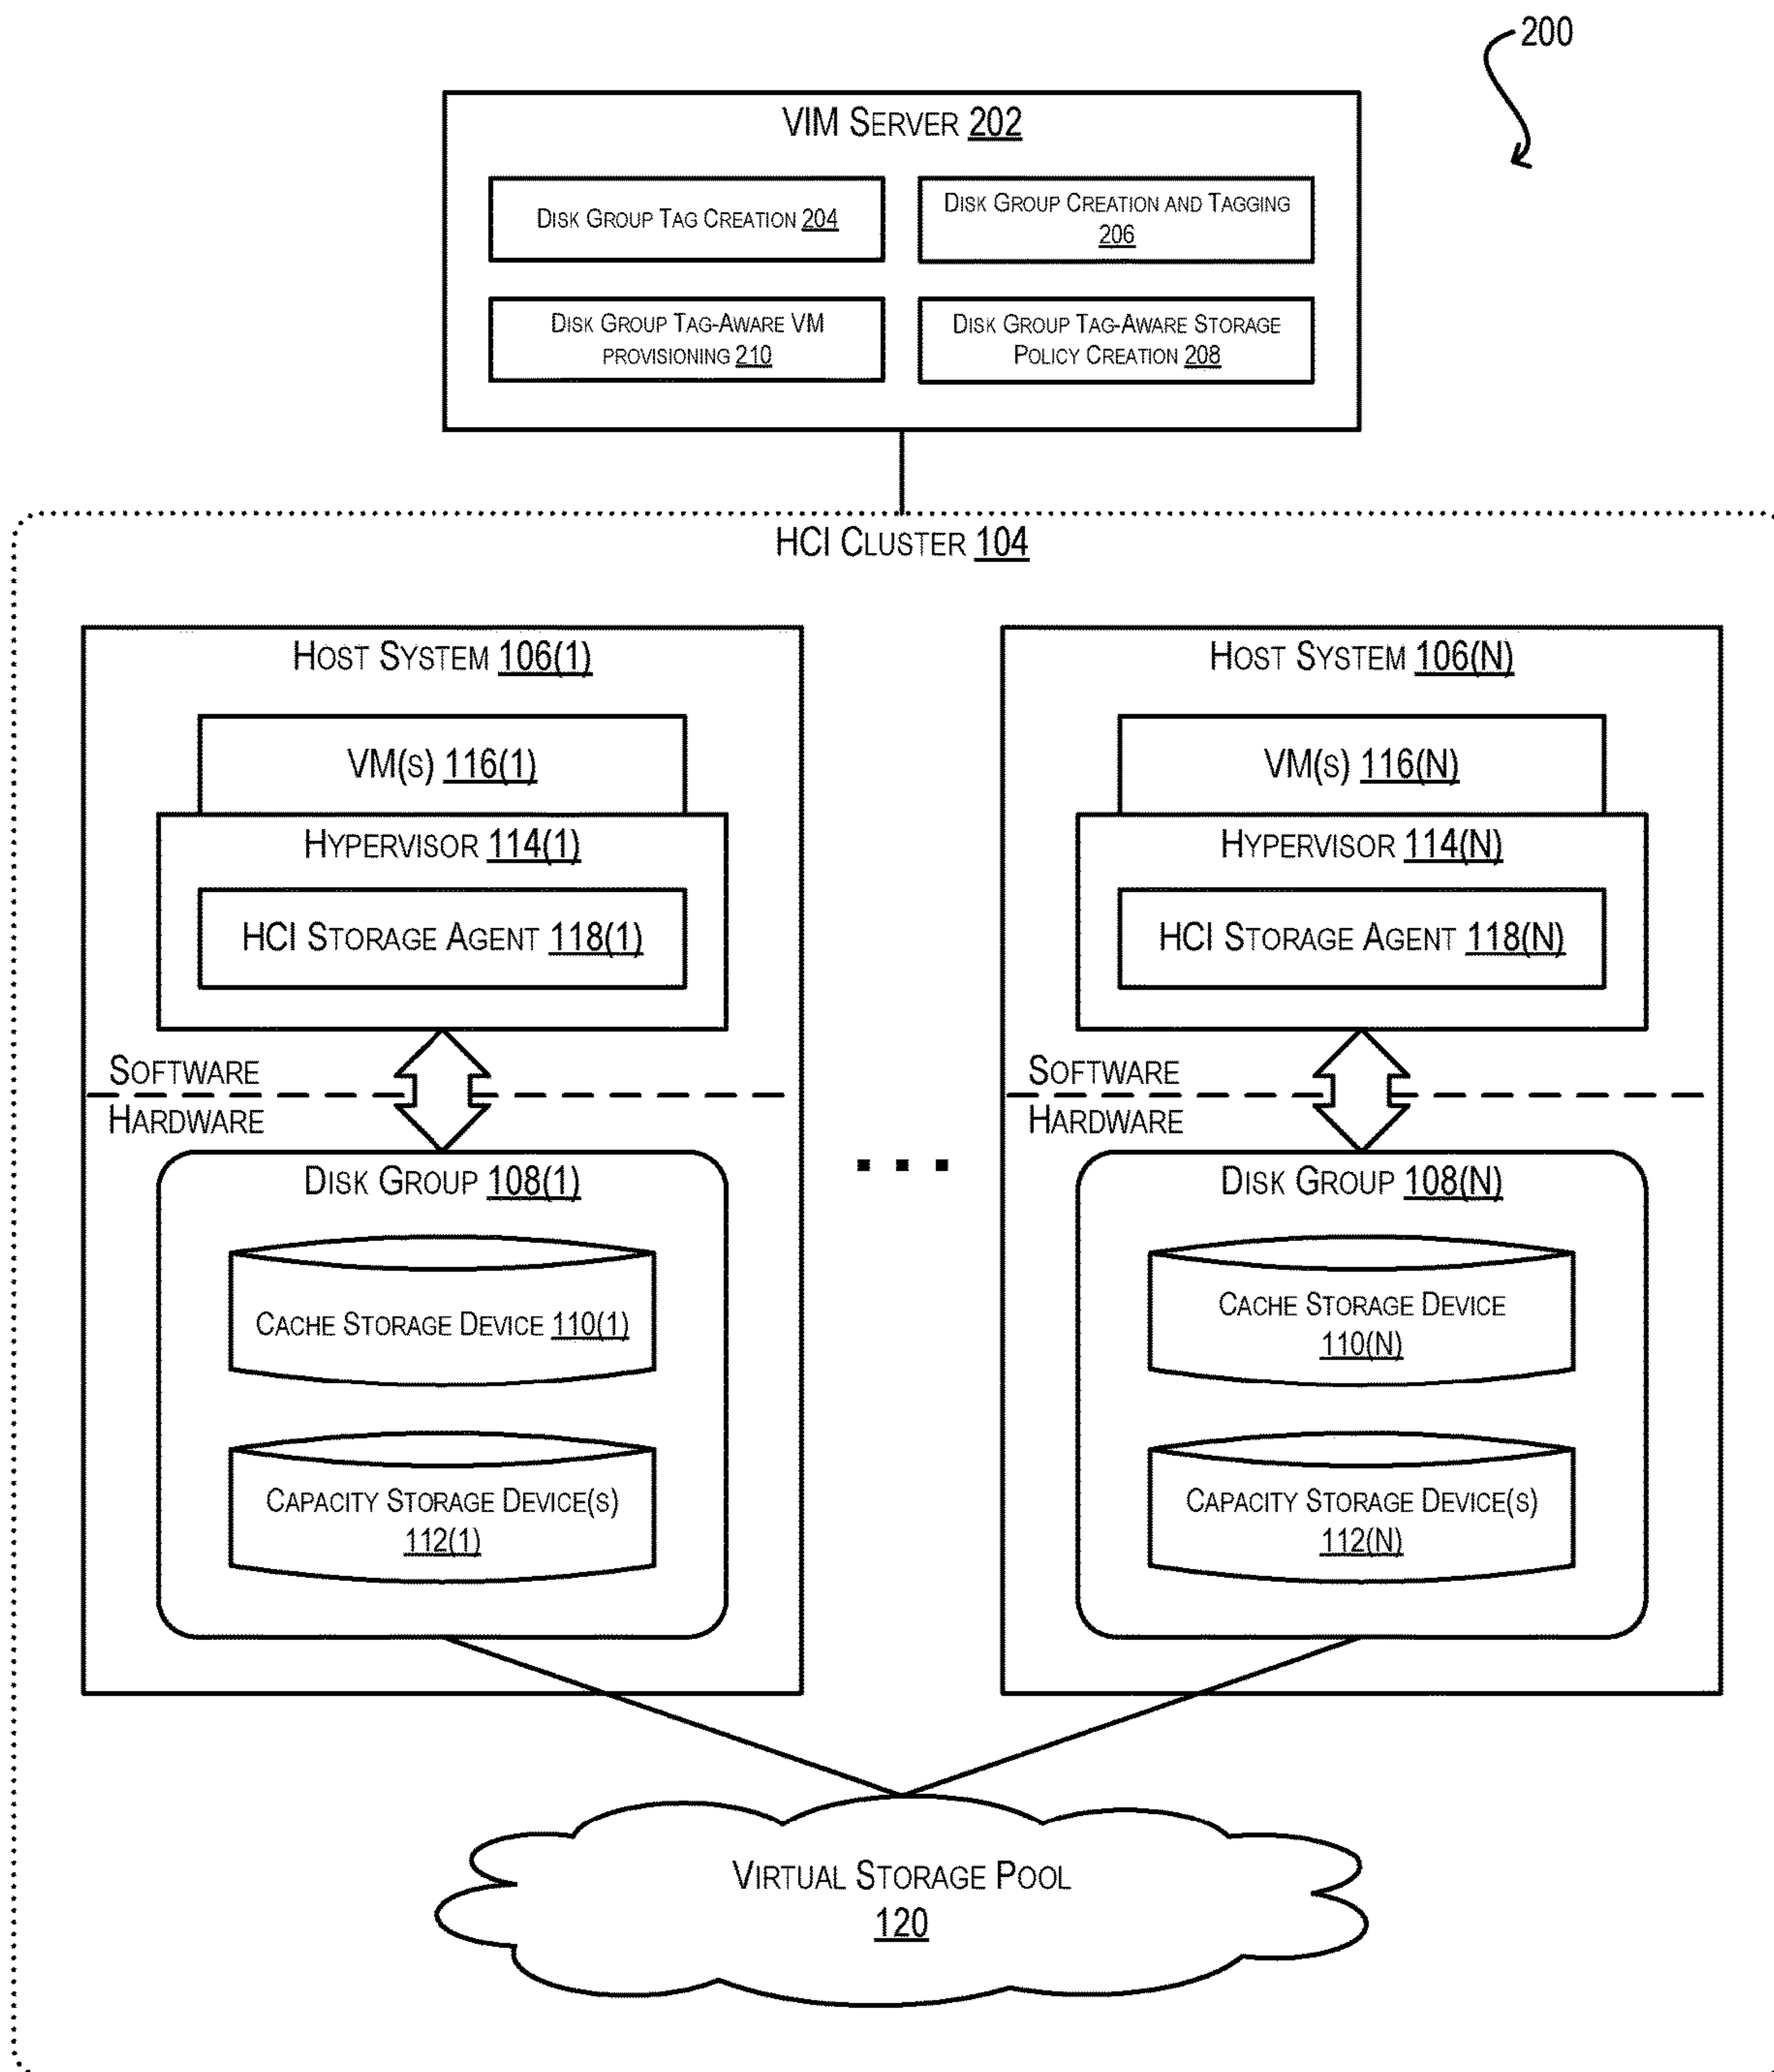 200
VIM SERVER 202
DISK GROUP TAG CREATION 204
DISK GROUP CREATION AND TAGGING
206
DISK GROUP TAG-AWARE VM
PROVISIONING 210
DISK GROUP TAG-AWARE STORAGE
POLICY CREATION 208
HCI CLUSTER 104
HOST SYSTEM 106(1)
VM(S) 116(1)
HYPERVISOR 114(1)
HCI STORAGE AGENT 118(1)
SOFTWARE
HARDWARE
DISK GROUP 108(1)
CACHE STORAGE DEVICE 110(1)
CAPACITY STORAGE DEVICE(S)
112(1)
...
HOST SYSTEM 106(N)
VM(S) 116(N)
HYPERVISOR 114(N)
HCI STORAGE AGENT 118(N)
SOFTWARE
HARDWARE
DISK GROUP 108(N)
CACHE STORAGE DEVICE
110(N)
CAPACITY STORAGE DEVICE(S)
112(N)
VIRTUAL STORAGE POOL
120